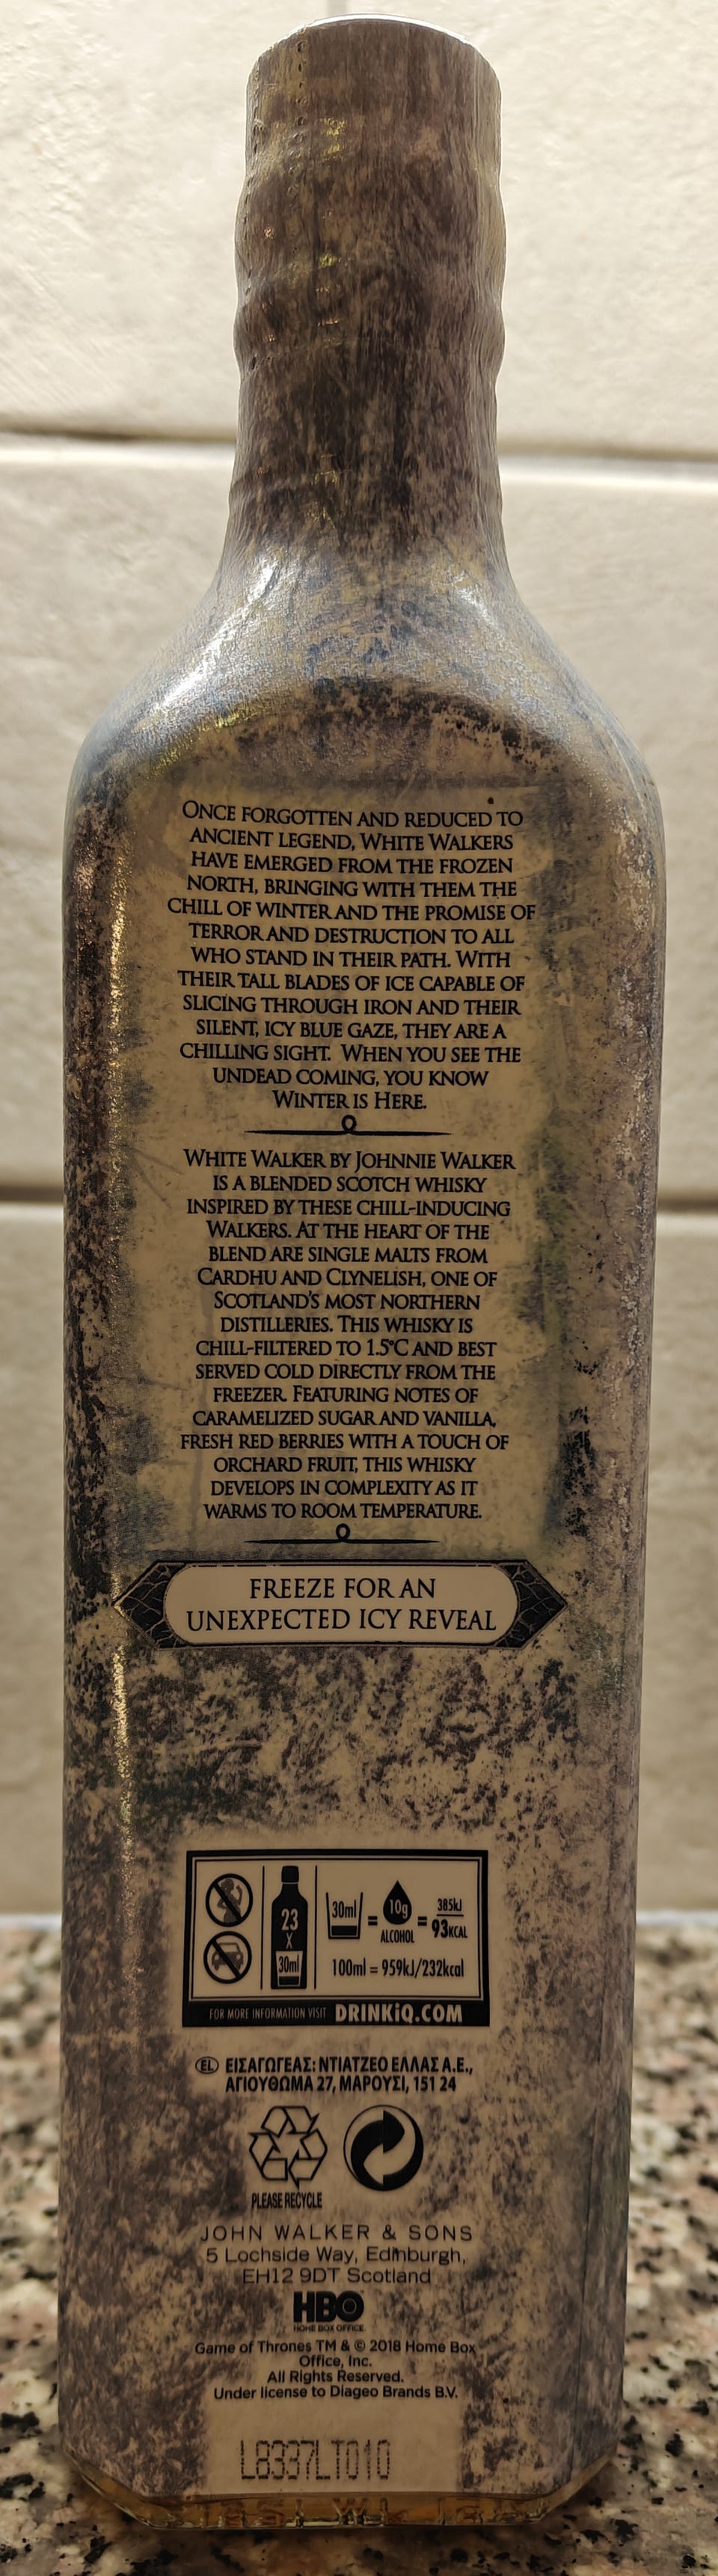 ONCE FORGOTTEN AND REDUCED TO
ANCIENT LEGEND, WHITE WALKERS
HAVE EMERGED FROM THE FROZEN
NORTH, BRINGING WITH THEM THE
CHILL OF WINTER AND THE PROMISE OF
TERROR AND DESTRUCTION TO ALL
WHO STAND IN THEIR PATH. WITH
THEIR TALL BLADES OF ICE CAPABLE OF
SLICING THROUGH IRON AND THEIR
SILENT, ICY BLUE GAZE, THEY ARE A
CHILLING SIGHT. WHEN YOU SEE THE
UNDEAD COMING, YOU KNOW
WINTER IS HERE.
WHITE WALKER BY JOHNNIE WALKER
IS A BLENDED SCOTCH WHISKY
INSPIRED BY THESE CHILL-INDUCING
WALKERS. AT THE HEART OF THE
BLEND ARE SINGLE MALTS FROM
CARDHU AND CLYNELISH, ONE OF
SCOTLAND'S MOST NORTHERN
DISTILLERIES. THIS WHISKY IS
CHILL-FILTERED TO 1.5°C AND BEST
SERVED COLD DIRECTLY FROM THE
FREEZER. FEATURING NOTES OF
CARAMELIZED SUGAR AND VANILLA,
FRESH RED BERRIES WITH A TOUCH OF
ORCHARD FRUIT, THIS WHISKY
DEVELOPS IN COMPLEXITY AS IT
WARMS TO ROOM TEMPERATURE.
FREEZE FOR AN
UNEXPECTED ICY REVEAL
23 X 30ml
30ml = 10g ALCOHOL = 385kJ 93KCAL
100ml = 959kJ/232kcal
FOR MORE INFORMATION VISIT DRINKiQ.COM
EL ΕΙΣΑΓΩΓΕΑΣ: ΝΤΙΑΤΖΕΟ ΕΛΛΑΣ Α.Ε.,
ΑΓΙΟΥ ΘΩΜΑ 27, ΜΑΡΟΥΣΙ, 151 24
PLEASE RECYCLE
JOHN WALKER & SONS
5 Lochside Way, Edinburgh,
EH12 9DT Scotland
HBO
HOME BOX OFFICE
Game of Thrones TM & © 2018 Home Box
Office, Inc.
All Rights Reserved.
Under license to Diageo Brands B.V.
L8337LT010